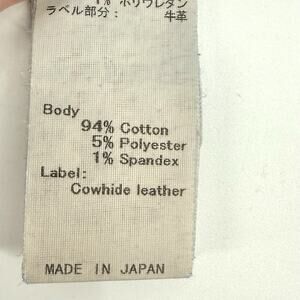 1% ポリウレタン
ラベル部分: 牛革
Body
94% Cotton
5% Polyester
1% Spandex
Label:
Cowhide leather
MADE IN JAPAN